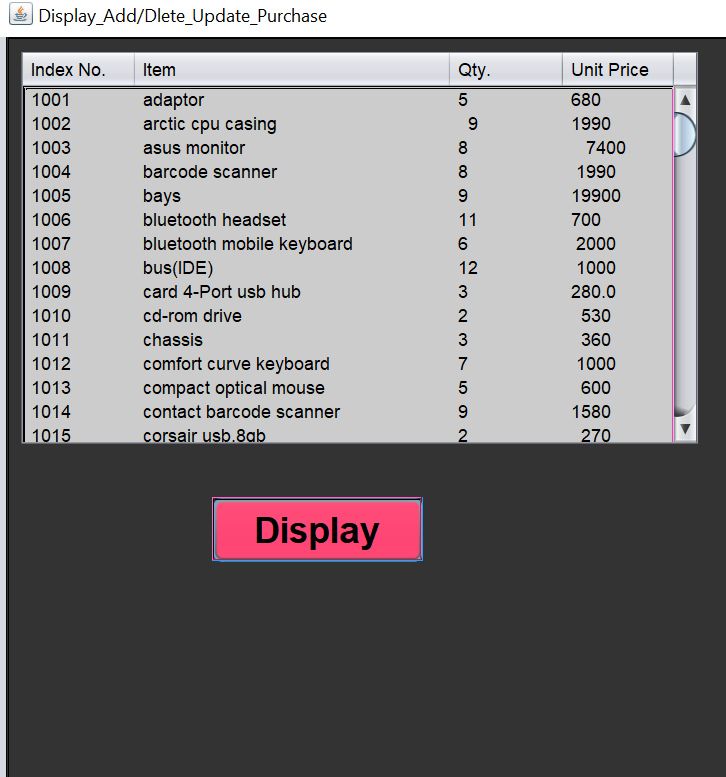 Display_Add/Dlete_Update_Purchase
Index No. Item Qty. Unit Price
1001 adaptor 5 680
1002 arctic cpu casing 9 1990
1003 asus monitor 8 7400
1004 barcode scanner 8 1990
1005 bays 9 19900
1006 bluetooth headset 11 700
1007 bluetooth mobile keyboard 6 2000
1008 bus(IDE) 12 1000
1009 card 4-Port usb hub 3 280.0
1010 cd-rom drive 2 530
1011 chassis 3 360
1012 comfort curve keyboard 7 1000
1013 compact optical mouse 5 600
1014 contact barcode scanner 9 1580
1015 corsair usb.8gb 2 270
Display